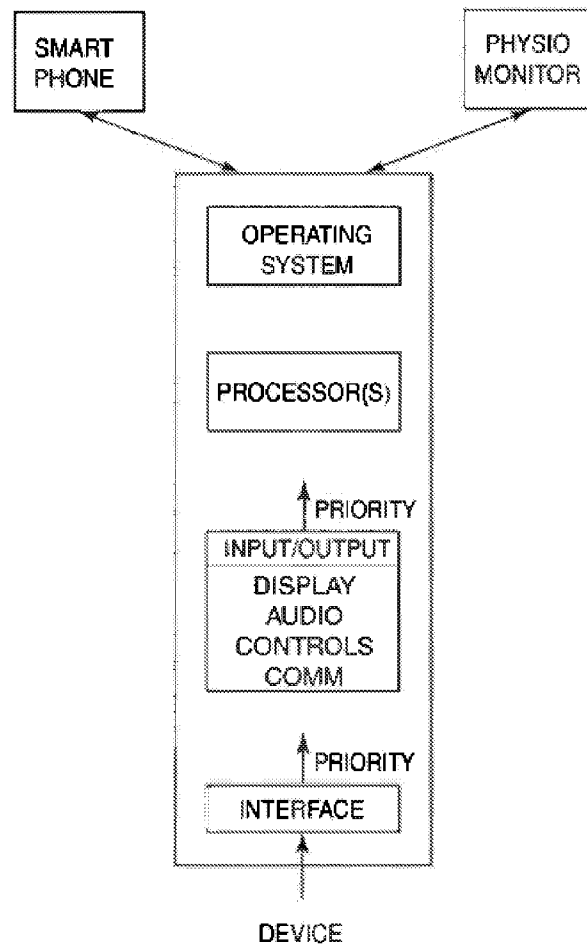 SMART
PHONE
PHYSIO
MONITOR
OPERATING
SYSTEM
PROCESSOR(S)
PRIORITY
INPUT/OUTPUT
DISPLAY
AUDIO
CONTROLS
COMM
PRIORITY
INTERFACE
DEVICE